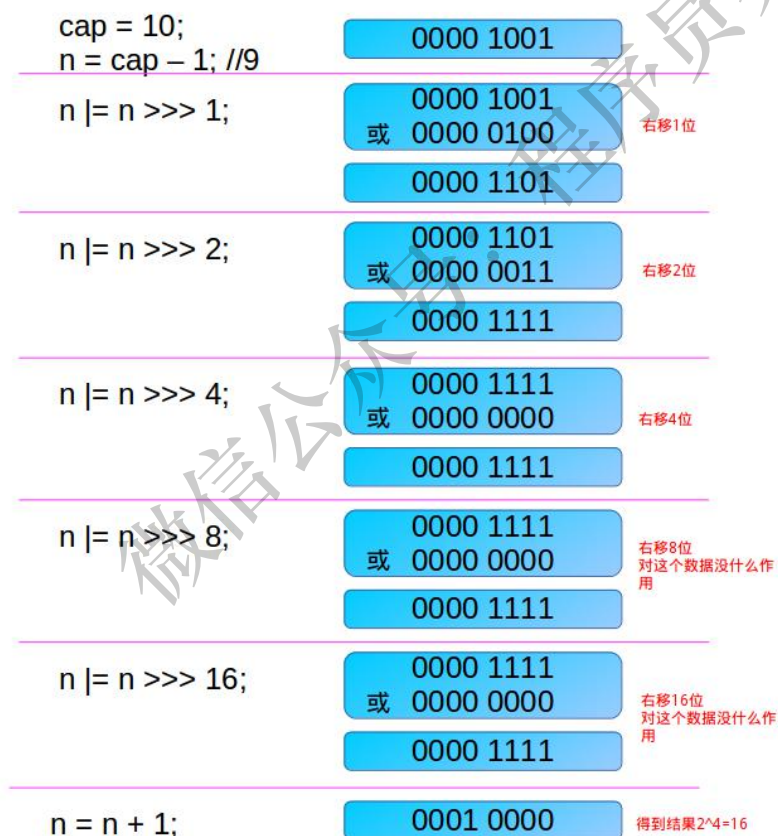 cap = 10;
n = cap – 1; //9
0000 1001
n |= n >>> 1;
0000 1001
或 0000 0100
右移1位
0000 1101
n |= n >>> 2;
0000 1101
或 0000 0011
右移2位
0000 1111
n |= n >>> 4;
0000 1111
或 0000 0000
右移4位
0000 1111
n |= n >>> 8;
0000 1111
或 0000 0000
右移8位
对这个数据没什么作
用
0000 1111
n |= n >>> 16;
0000 1111
或 0000 0000
右移16位
对这个数据没什么作
用
0000 1111
n = n + 1;
0001 0000
得到结果2^4=16
微信公众号:程序员